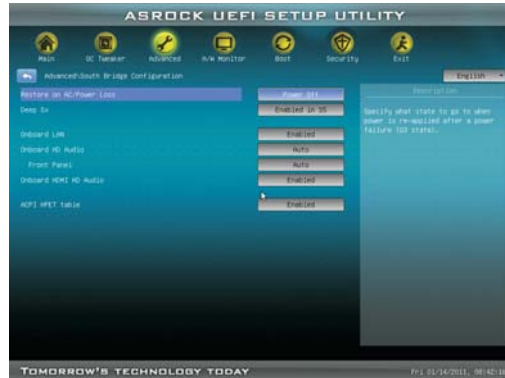 ASROCK UEFI SETUP UTILITY
Main OC Tweaker Advanced H/W Monitor Boot Security Exit
Advanced\South Bridge Configuration English
Restore on AC/Power Loss Power Off
Deep Sx Enabled in S5
Onboard LAN Enabled
Onboard HD Audio Auto
Front Panel Auto
Onboard HDMI HD Audio Enabled
ACPI HPET table Enabled
Description
Specify what state to go to when
power is re-applied after a power
failure (G3 state).
TOMORROW'S TECHNOLOGY TODAY
Fri 01/14/2011, 08:42:18